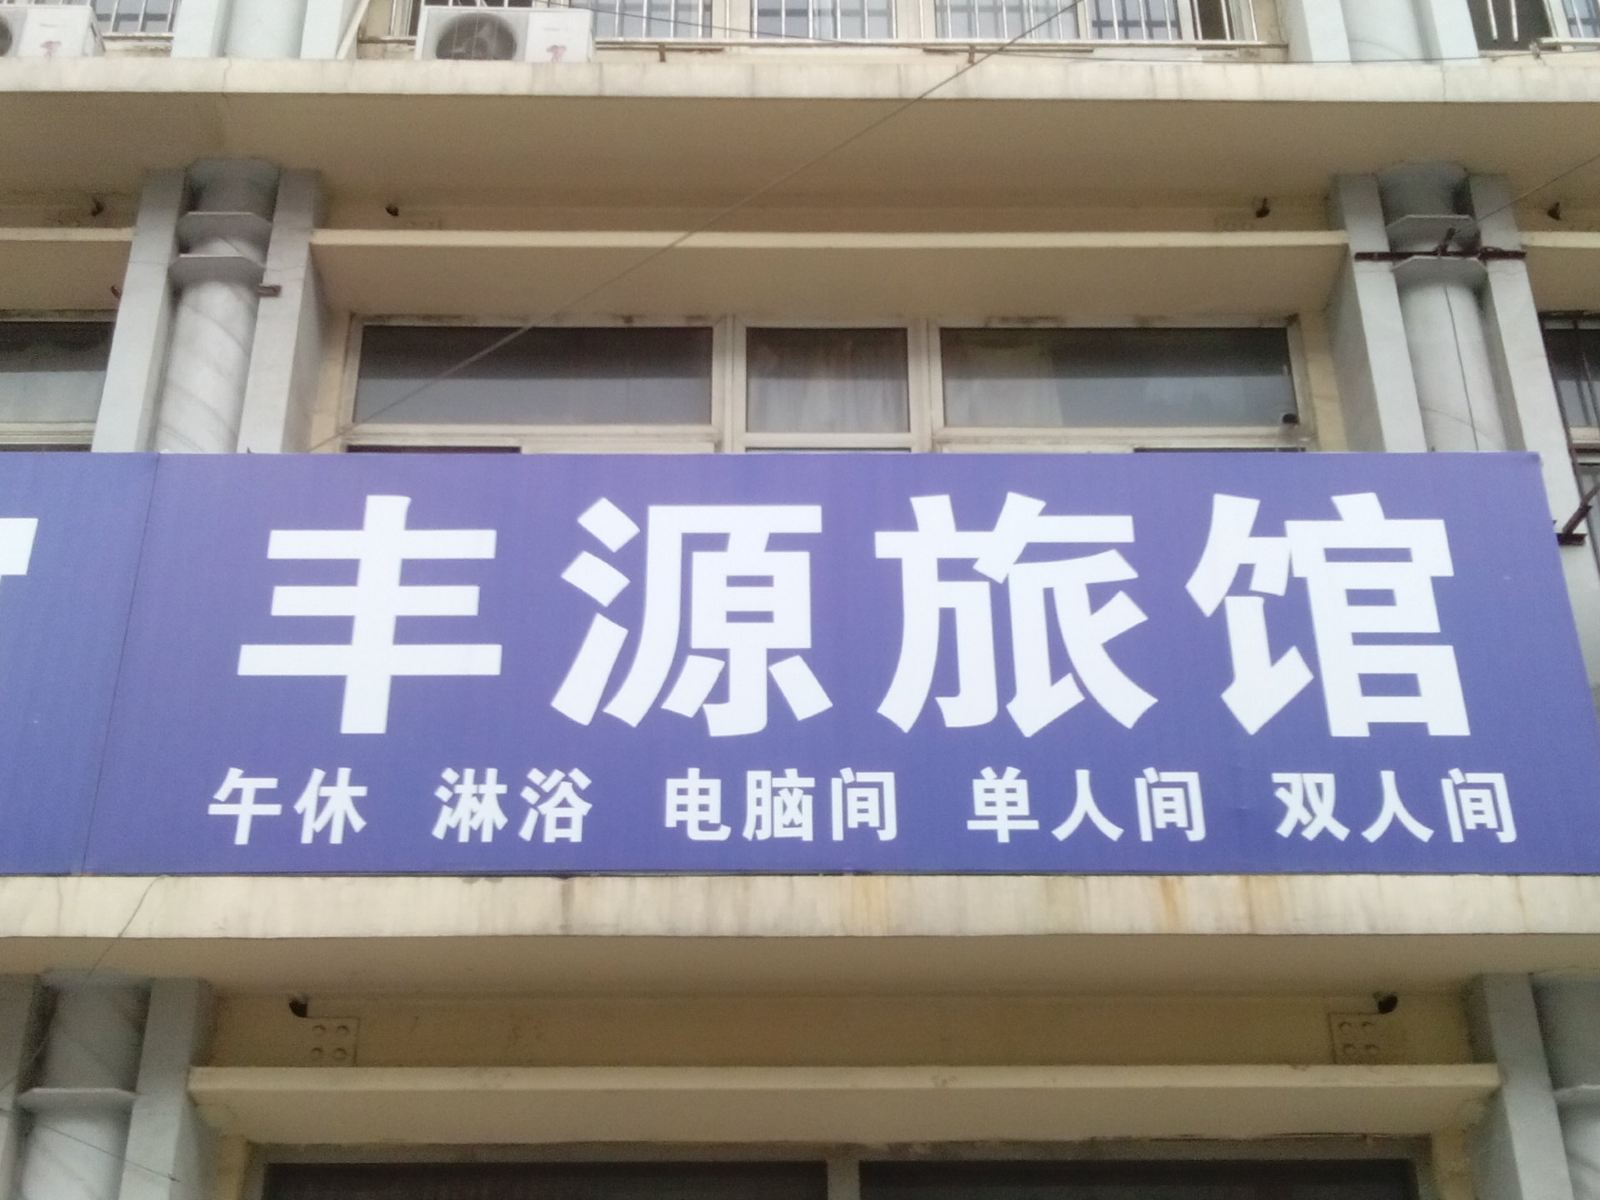 丰源旅馆
午休 淋浴 电脑间 单人间 双人间